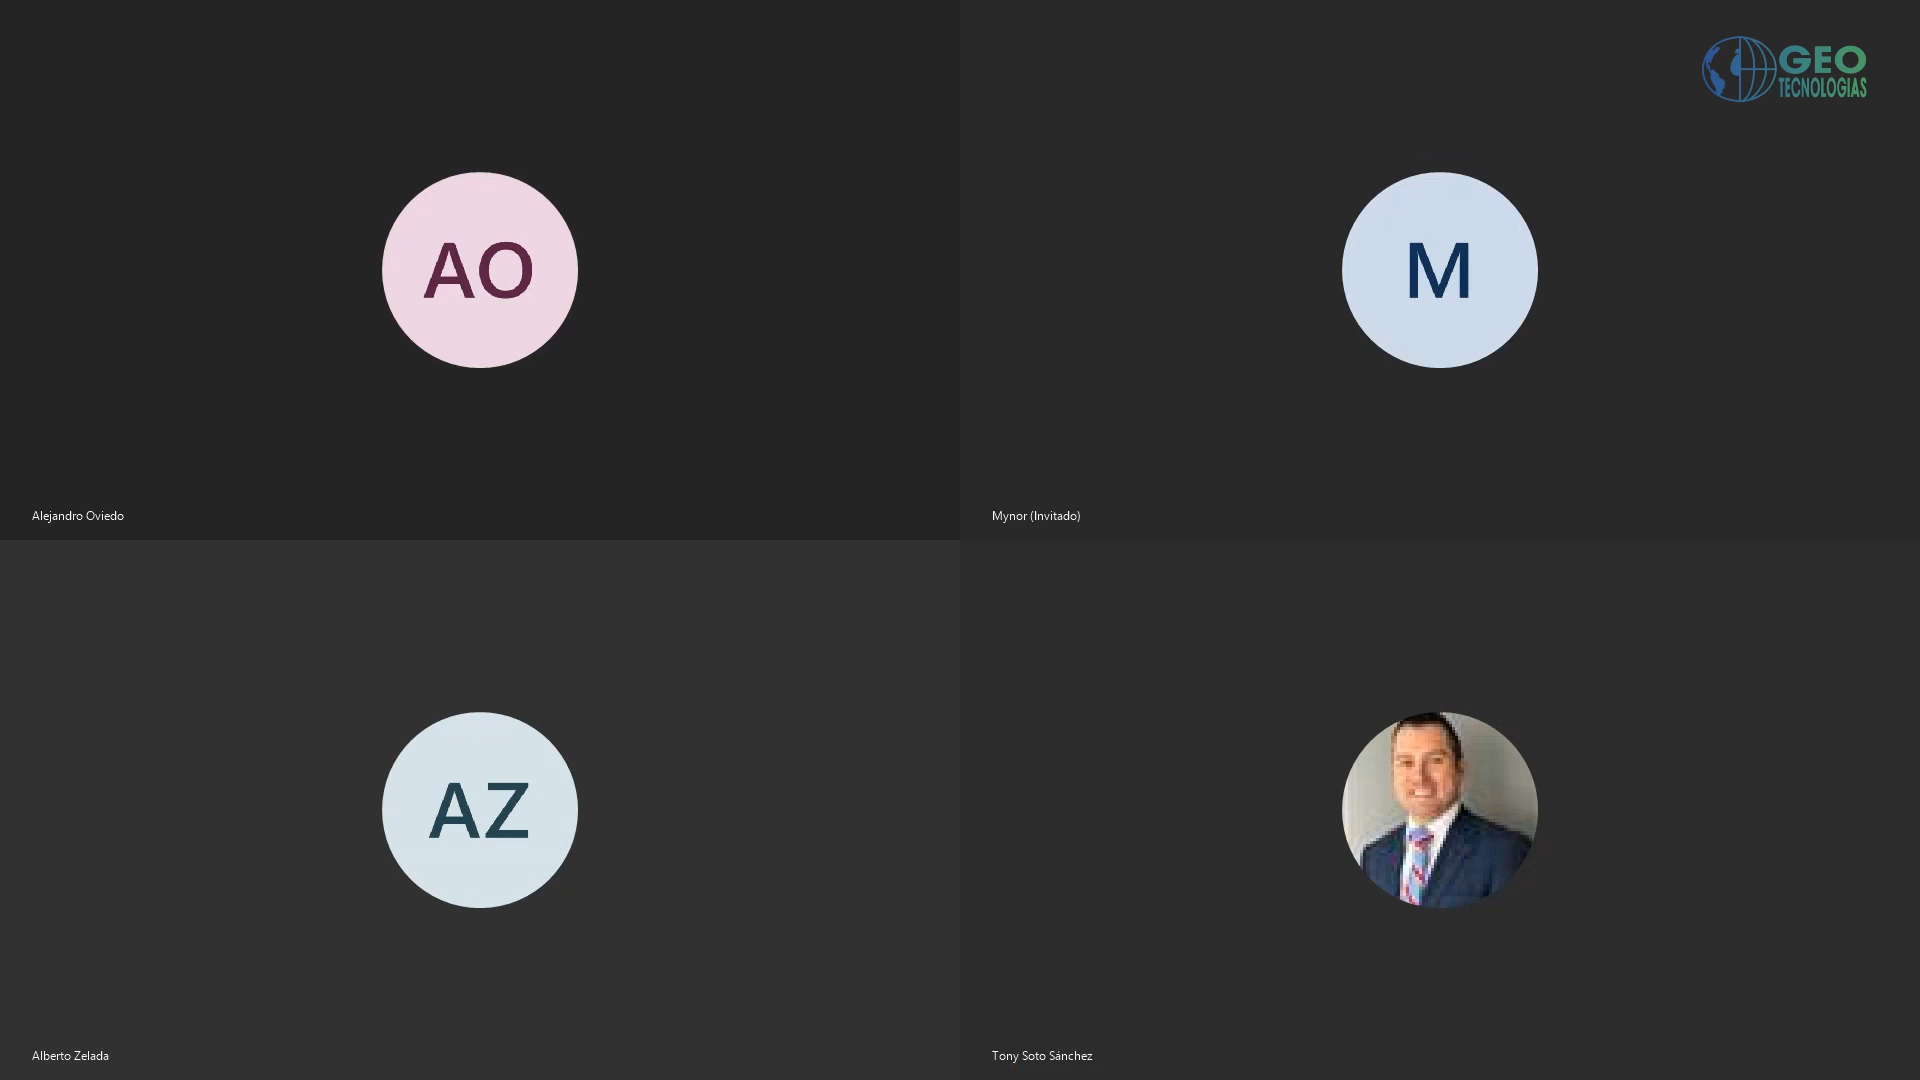 GEO
TECNOLOGIAS
AO
M
Alejandro Oviedo
Mynor (Invitado)
AZ
Alberto Zelada
Tony Soto Sánchez